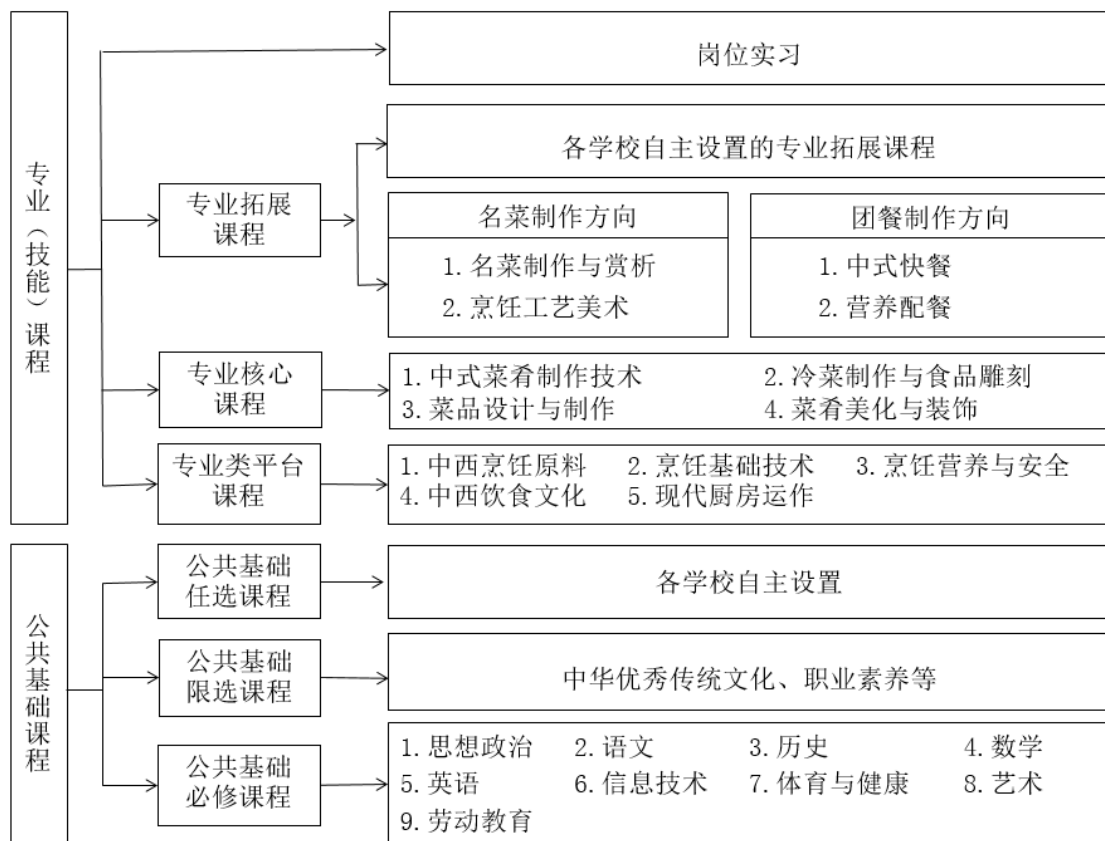 专业（技能）课程
岗位实习
专业拓展
课程
各学校自主设置的专业拓展课程
名菜制作方向
1. 名菜制作与赏析
2. 烹饪工艺美术
团餐制作方向
1. 中式快餐
2. 营养配餐
专业核心
课程
1. 中式菜肴制作技术 2. 冷菜制作与食品雕刻
3. 菜品设计与制作 4. 菜肴美化与装饰
专业类平台
课程
1. 中西烹饪原料 2. 烹饪基础技术 3. 烹饪营养与安全
4. 中西饮食文化 5. 现代厨房运作
公共基础课程
公共基础
任选课程
各学校自主设置
公共基础
限选课程
中华优秀传统文化、职业素养等
公共基础
必修课程
1. 思想政治 2. 语文 3. 历史 4. 数学
5. 英语 6. 信息技术 7. 体育与健康 8. 艺术
9. 劳动教育